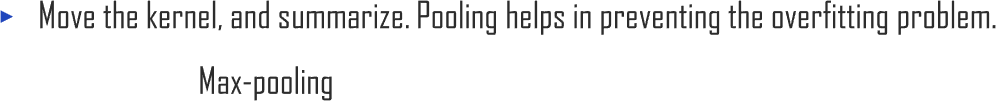 ► Move the kernel, and summarize. Pooling helps in preventing the overfitting problem.
Max-pooling